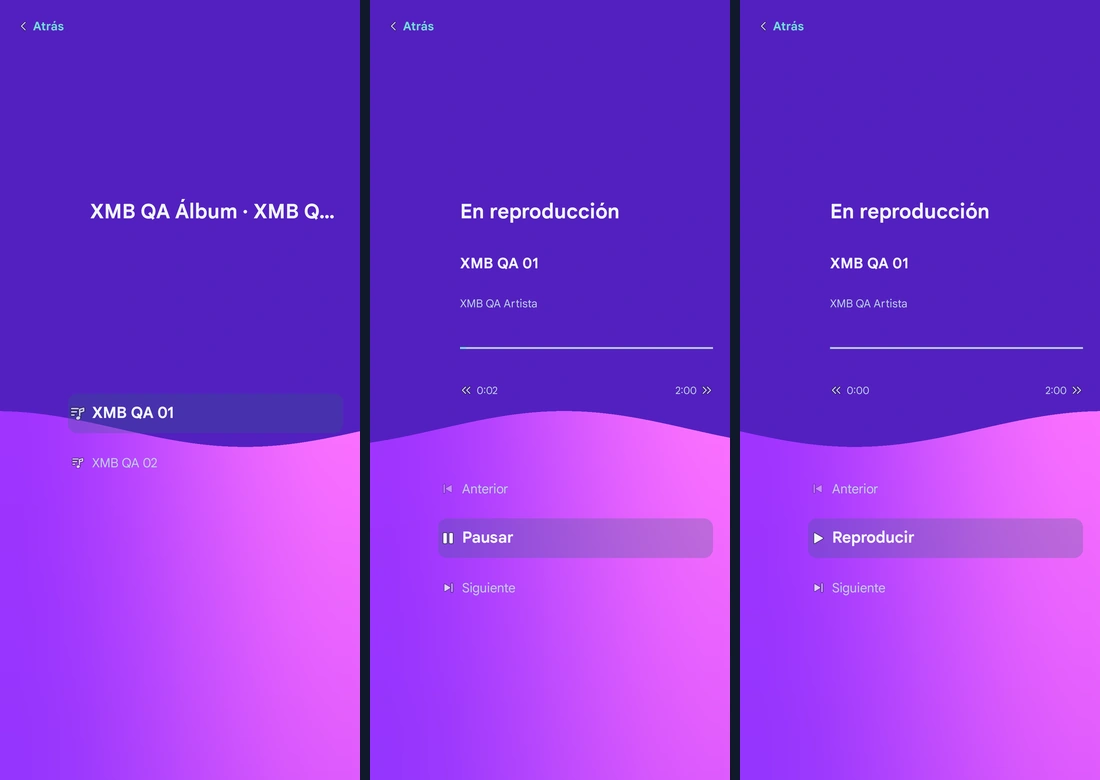 Atrás
XMB QA Álbum · XMB Q...
XMB QA 01
XMB QA 02
Atrás
En reproducción
XMB QA 01
XMB QA Artista
0:02 2:00
Anterior
Pausar
Siguiente
Atrás
En reproducción
XMB QA 01
XMB QA Artista
0:00 2:00
Anterior
Reproducir
Siguiente